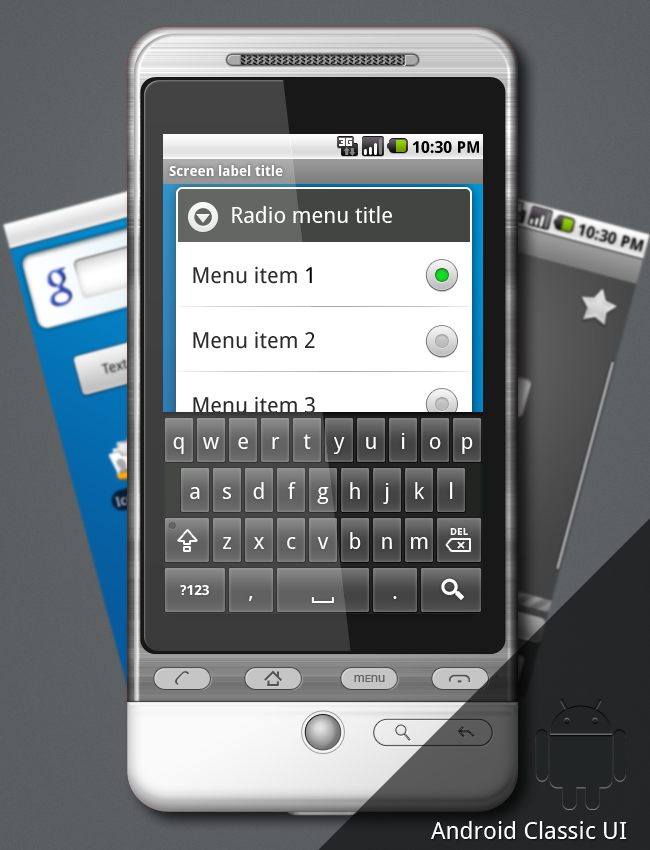 3G 10:30 PM
Screen label title
Radio menu title
10:30 PM
g
Text
Menu item 1
Menu item 2
Menu item 3
q w e r t y u i o p
a s d f g h j k l
z x c v b n m DEL
?123 , .
menu
Android Classic UI